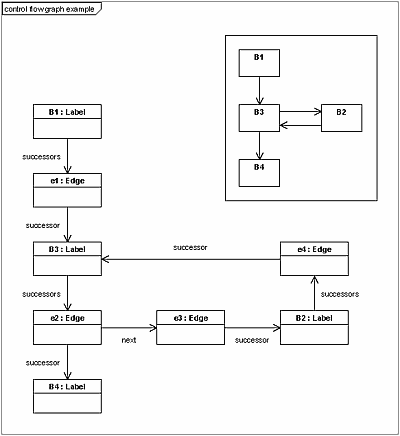 control flowgraph example
B1
B3
B2
B4
B1 : Label
successors
e1 : Edge
successor
B3 : Label
successor
e4 : Edge
successors
successors
e2 : Edge
e3 : Edge
B2 : Label
next
successor
successor
B4 : Label